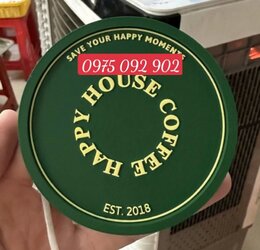 SAVE YOUR HAPPY MOMENTS
0975 092 902
HAPPY HOUSE COFFEE
EST. 2018